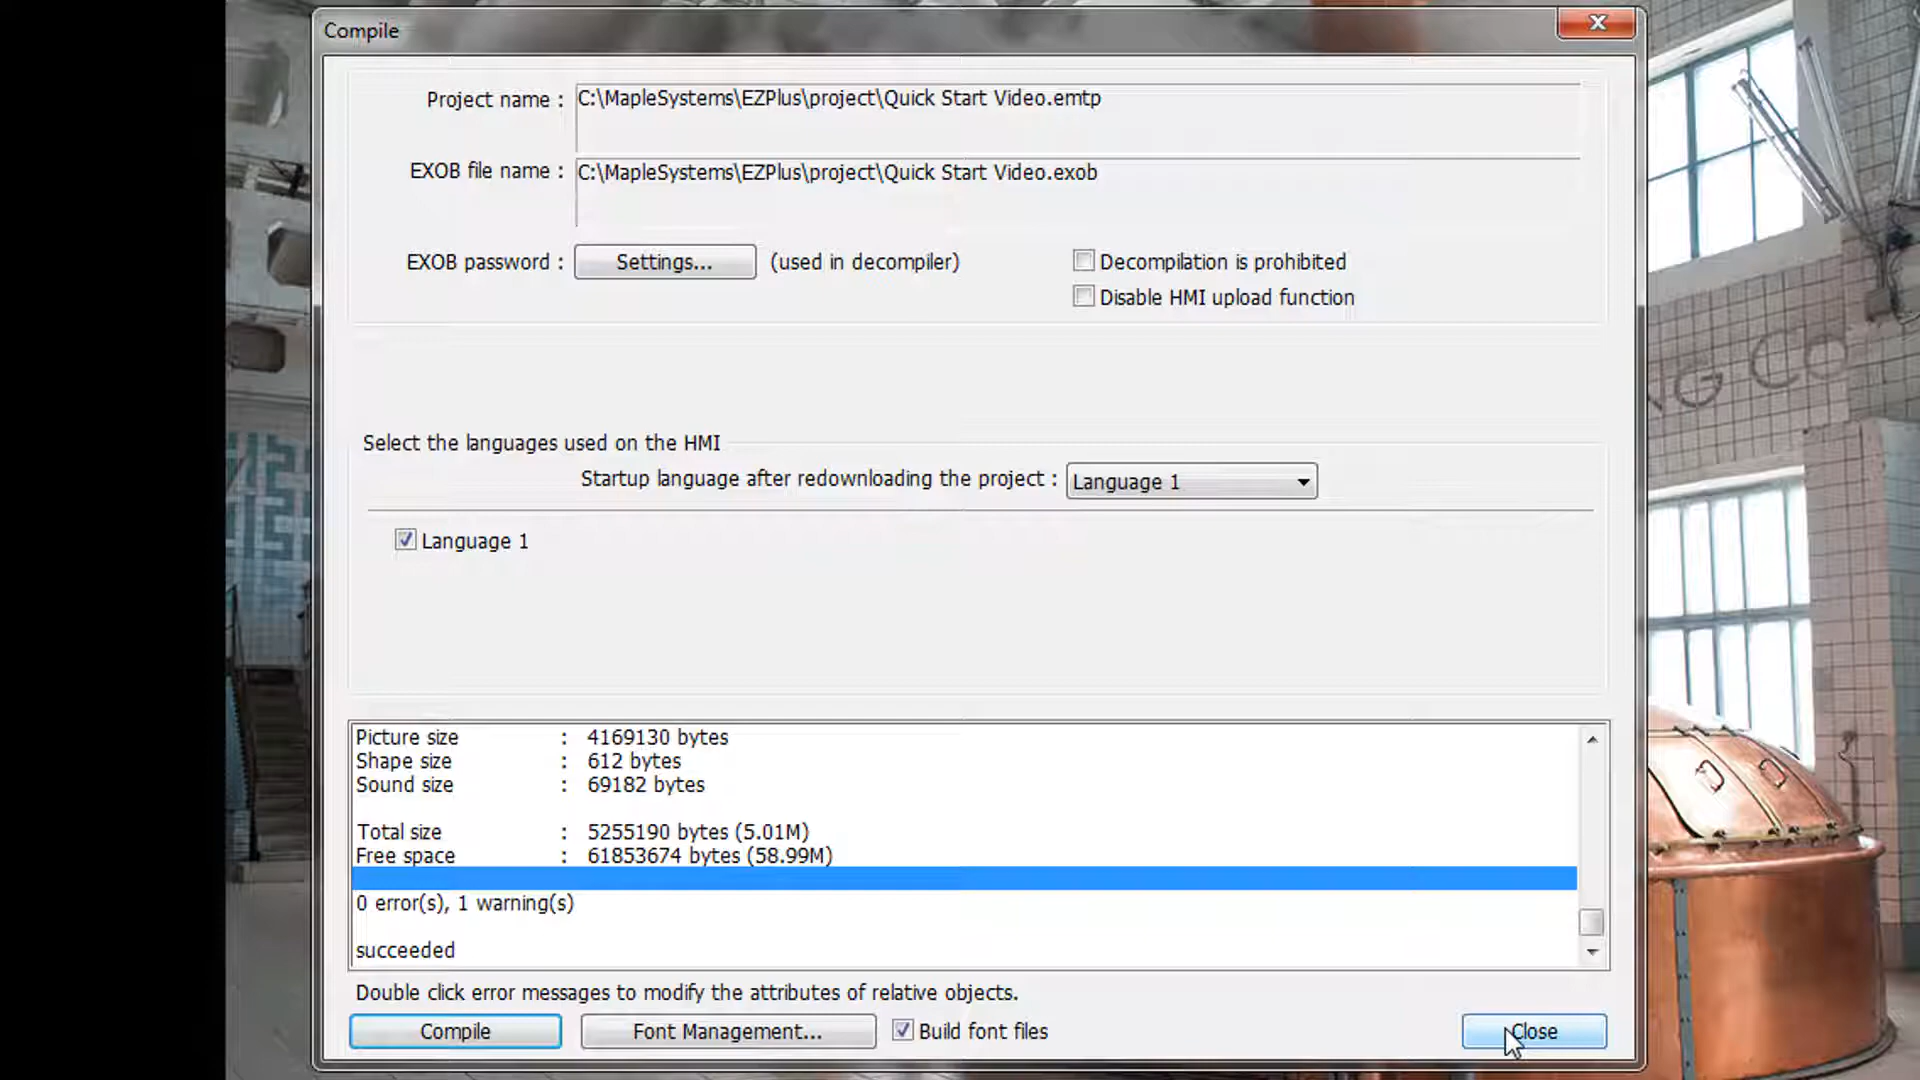 Compile
Project name : C:\MapleSystems\EZPlus\project\Quick Start Video.emtp
EXOB file name : C:\MapleSystems\EZPlus\project\Quick Start Video.exob
EXOB password : Settings... (used in decompiler) Decompilation is prohibited
Disable HMI upload function
NG CO
Select the languages used on the HMI
Startup language after redownloading the project : Language 1
Language 1
Picture size : 4169130 bytes
Shape size : 612 bytes
Sound size : 69182 bytes
Total size : 5255190 bytes (5.01M)
Free space : 61853674 bytes (58.99M)
0 error(s), 1 warning(s)
succeeded
Double click error messages to modify the attributes of relative objects.
Compile Font Management... Build font files Close